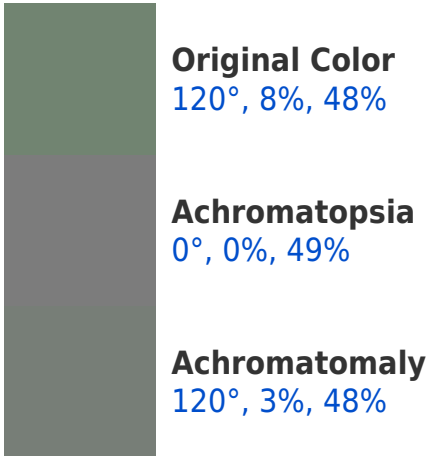 Original Color
120°, 8%, 48%
Achromatopsia
0°, 0%, 49%
Achromatomaly
120°, 3%, 48%